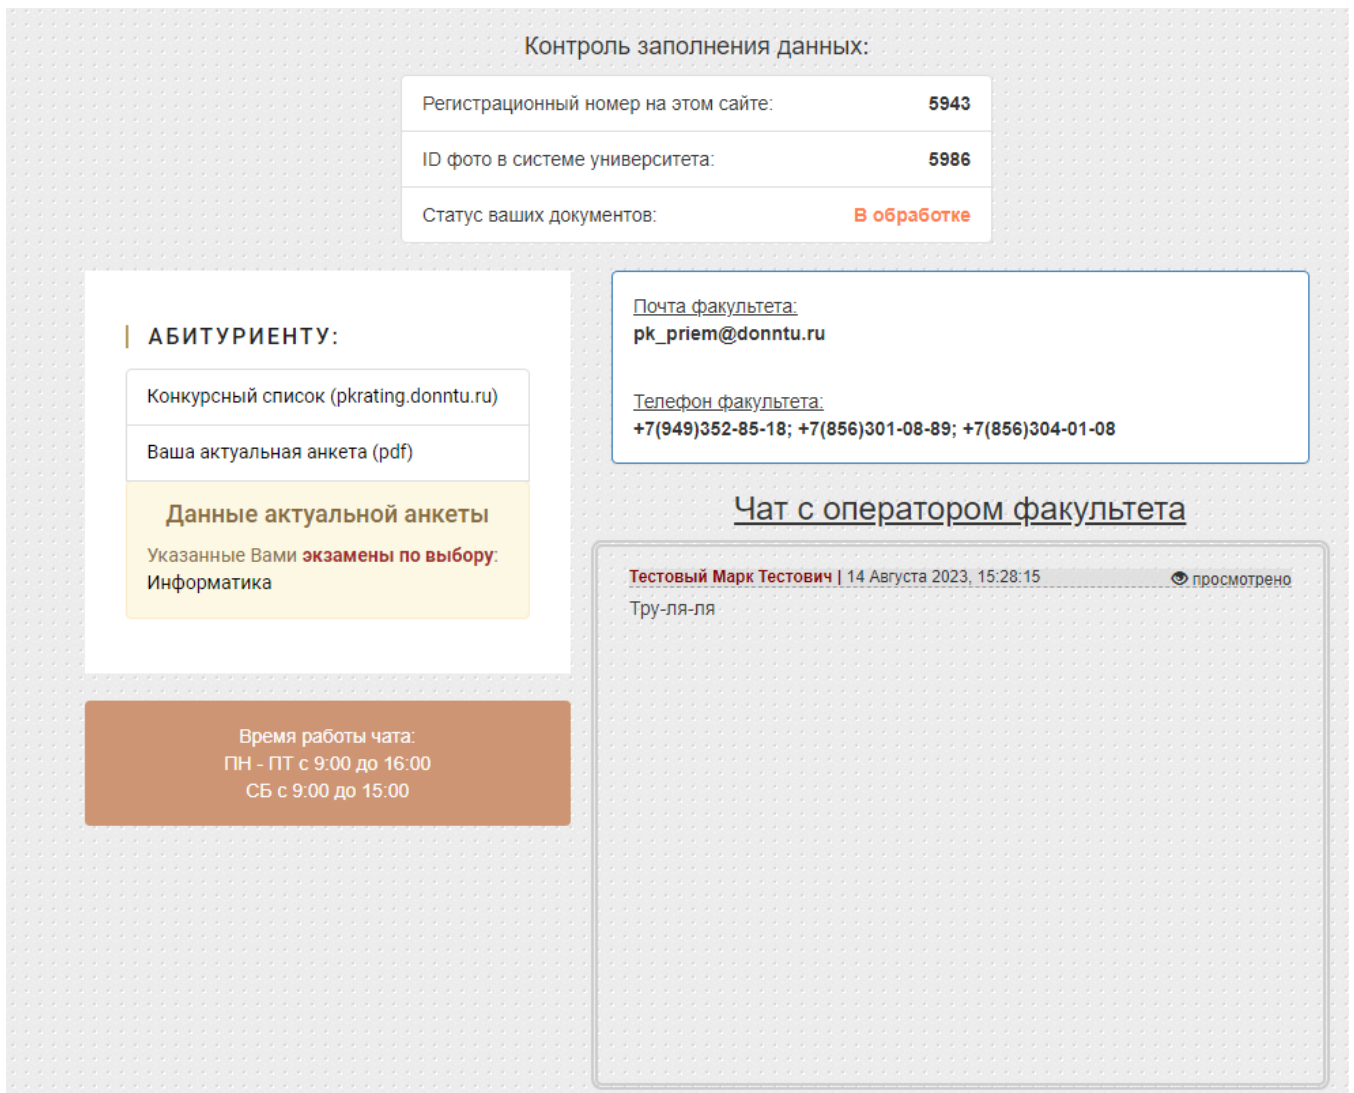 Контроль заполнения данных:
Регистрационный номер на этом сайте: 5943
ID фото в системе университета: 5986
Статус ваших документов: В обработке
АБИТУРИЕНТУ:
Конкурсный список (pkrating.donntu.ru)
Ваша актуальная анкета (pdf)
Данные актуальной анкеты
Указанные Вами экзамены по выбору:
Информатика
Время работы чата:
ПН - ПТ с 9:00 до 16:00
СБ с 9:00 до 15:00
Почта факультета:
pk_priem@donntu.ru
Телефон факультета:
+7(949)352-85-18; +7(856)301-08-89; +7(856)304-01-08
Чат с оператором факультета
Тестовый Марк Тестович | 14 Августа 2023, 15:28:15 просмотрено
Тру-ля-ля